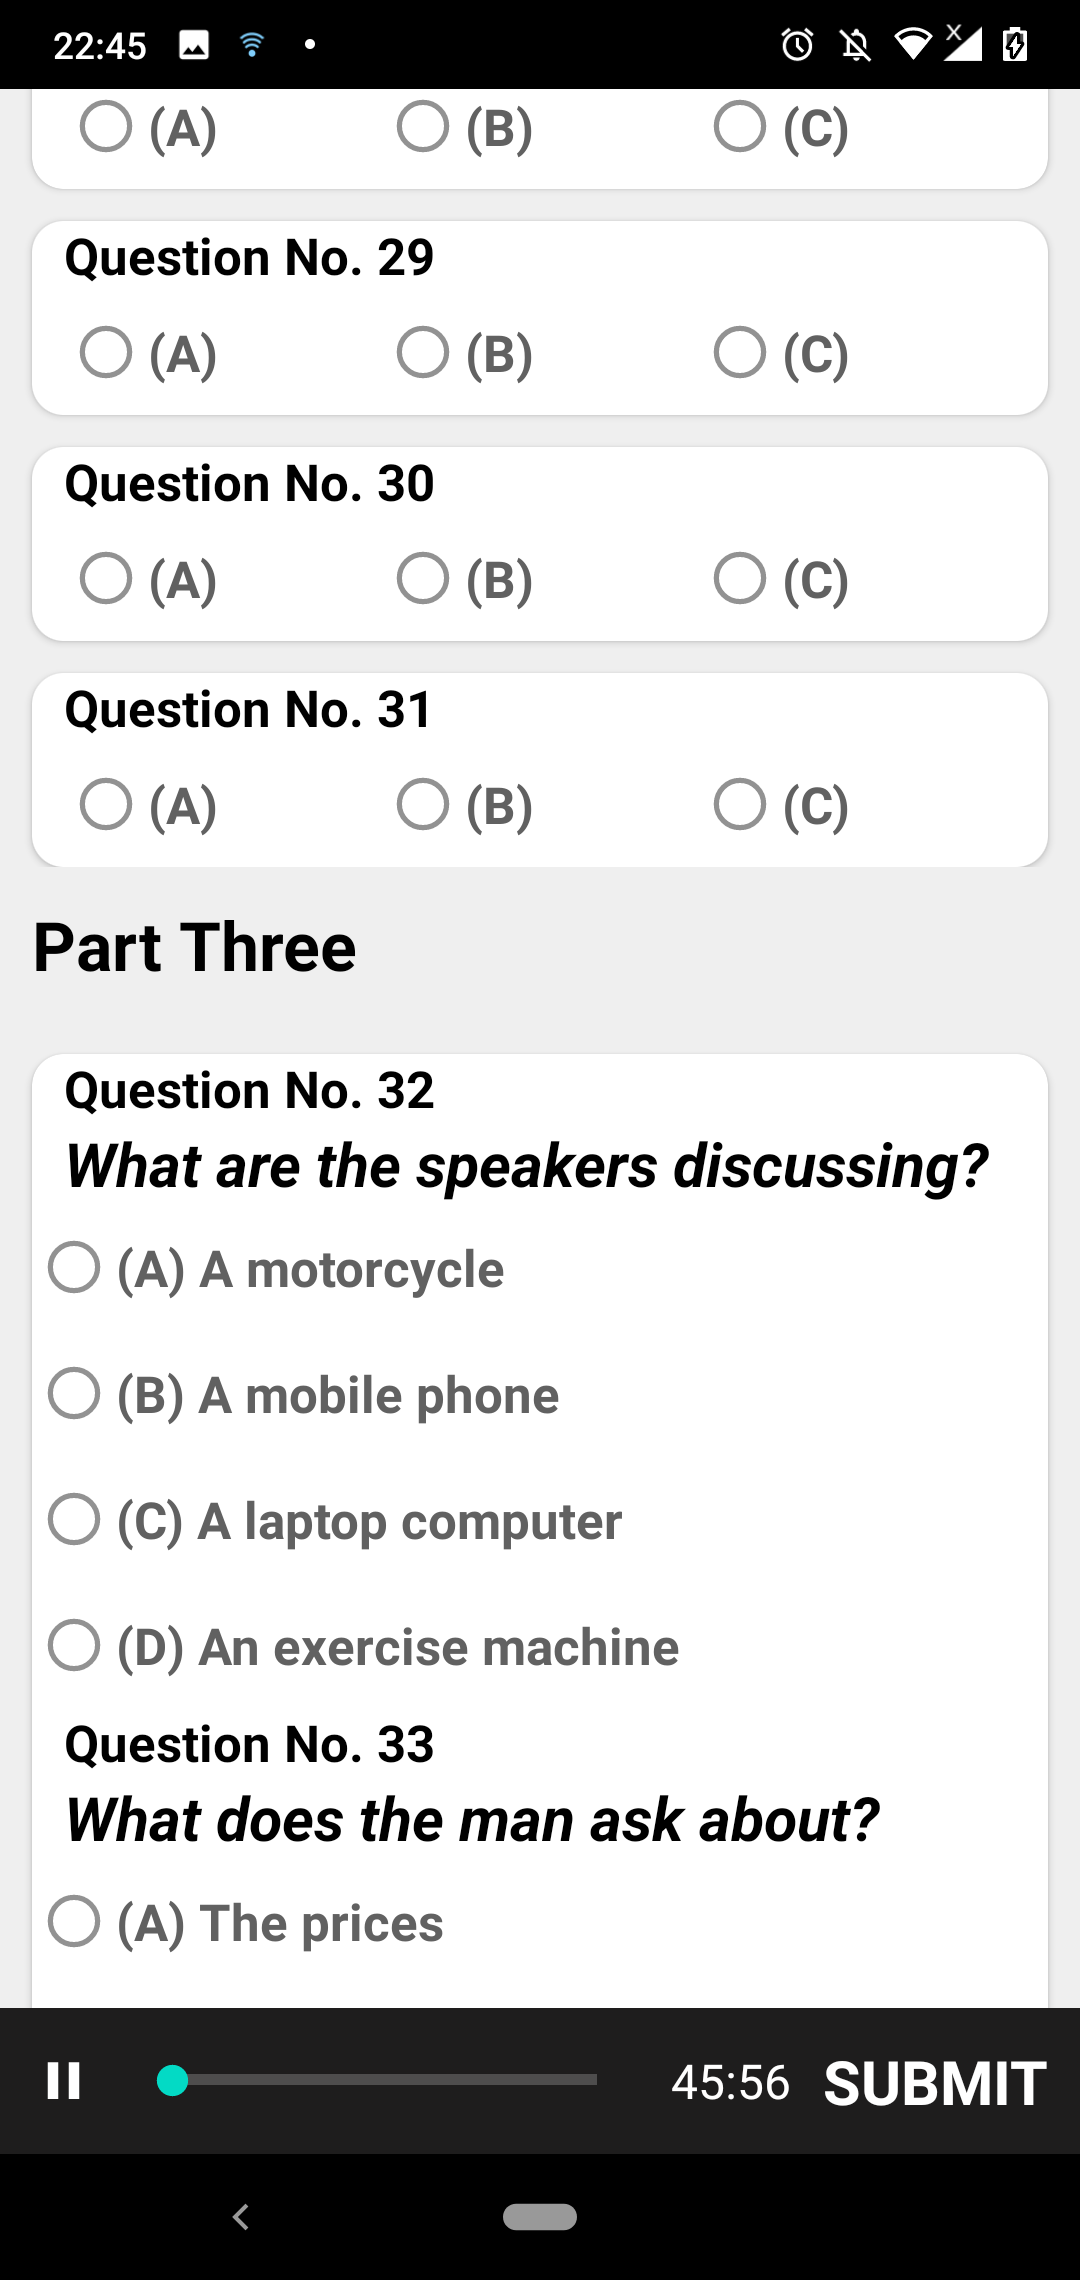 22:45
(A) (B) (C)
Question No. 29
(A) (B) (C)
Question No. 30
(A) (B) (C)
Question No. 31
(A) (B) (C)
Part Three
Question No. 32
What are the speakers discussing?
(A) A motorcycle
(B) A mobile phone
(C) A laptop computer
(D) An exercise machine
Question No. 33
What does the man ask about?
(A) The prices
45:56 SUBMIT